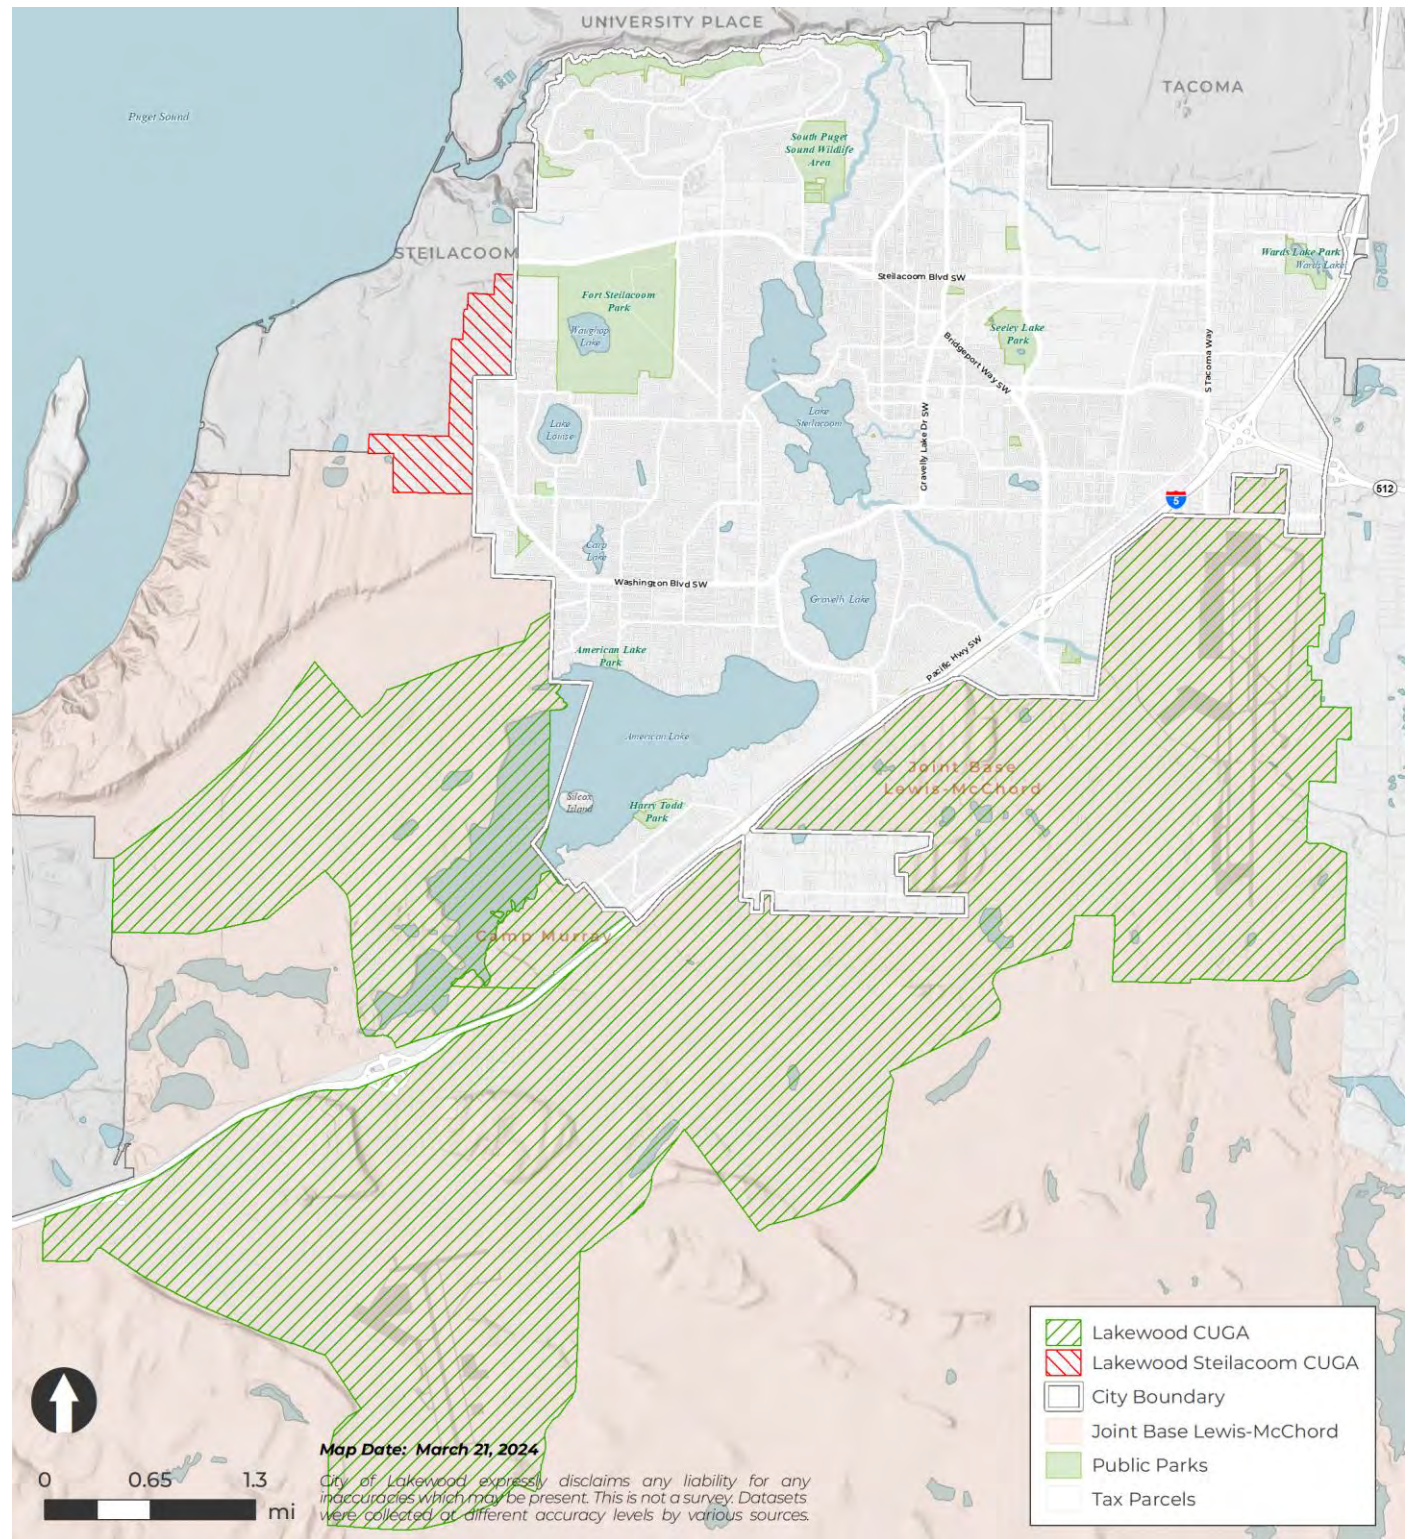 UNIVERSITY PLACE
TACOMA
Puget Sound
South Puget
Sound Wildlife
Area
STEILACOOM
Wards Lake Park
Wards Lake
Steilacoom Blvd SW
Fort Steilacoom
Park
Waughop
Lake
Seeley Lake
Park
Bridgeport Way SW
S Tacoma Way
Lake
Louise
Lake
Steilacoom
Gravelly Lake Dr SW
512
5
Carp
Lake
Washington Blvd SW
Gravelly Lake
American Lake
Park
Pacific Hwy SW
American Lake
Joint Base
Lewis-McChord
Silcox
Island
Harry Todd
Park
Camp Murray
Lakewood CUGA
Lakewood Steilacoom CUGA
City Boundary
Joint Base Lewis-McChord
Public Parks
Tax Parcels
Map Date: March 21, 2024
0 0.65 1.3
mi
City of Lakewood expressly disclaims any liability for any
inaccuracies which may be present. This is not a survey. Datasets
were collected at different accuracy levels by various sources.